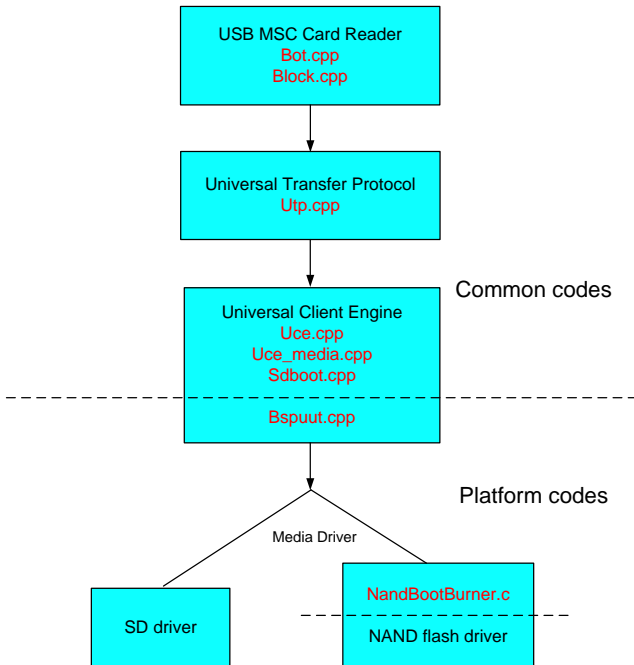 USB MSC Card Reader
Bot.cpp
Block.cpp
Universal Transfer Protocol
Utp.cpp
Common codes
Universal Client Engine
Uce.cpp
Uce_media.cpp
Sdboot.cpp
Bspuut.cpp
Platform codes
Media Driver
SD driver
NandBootBurner.c
NAND flash driver